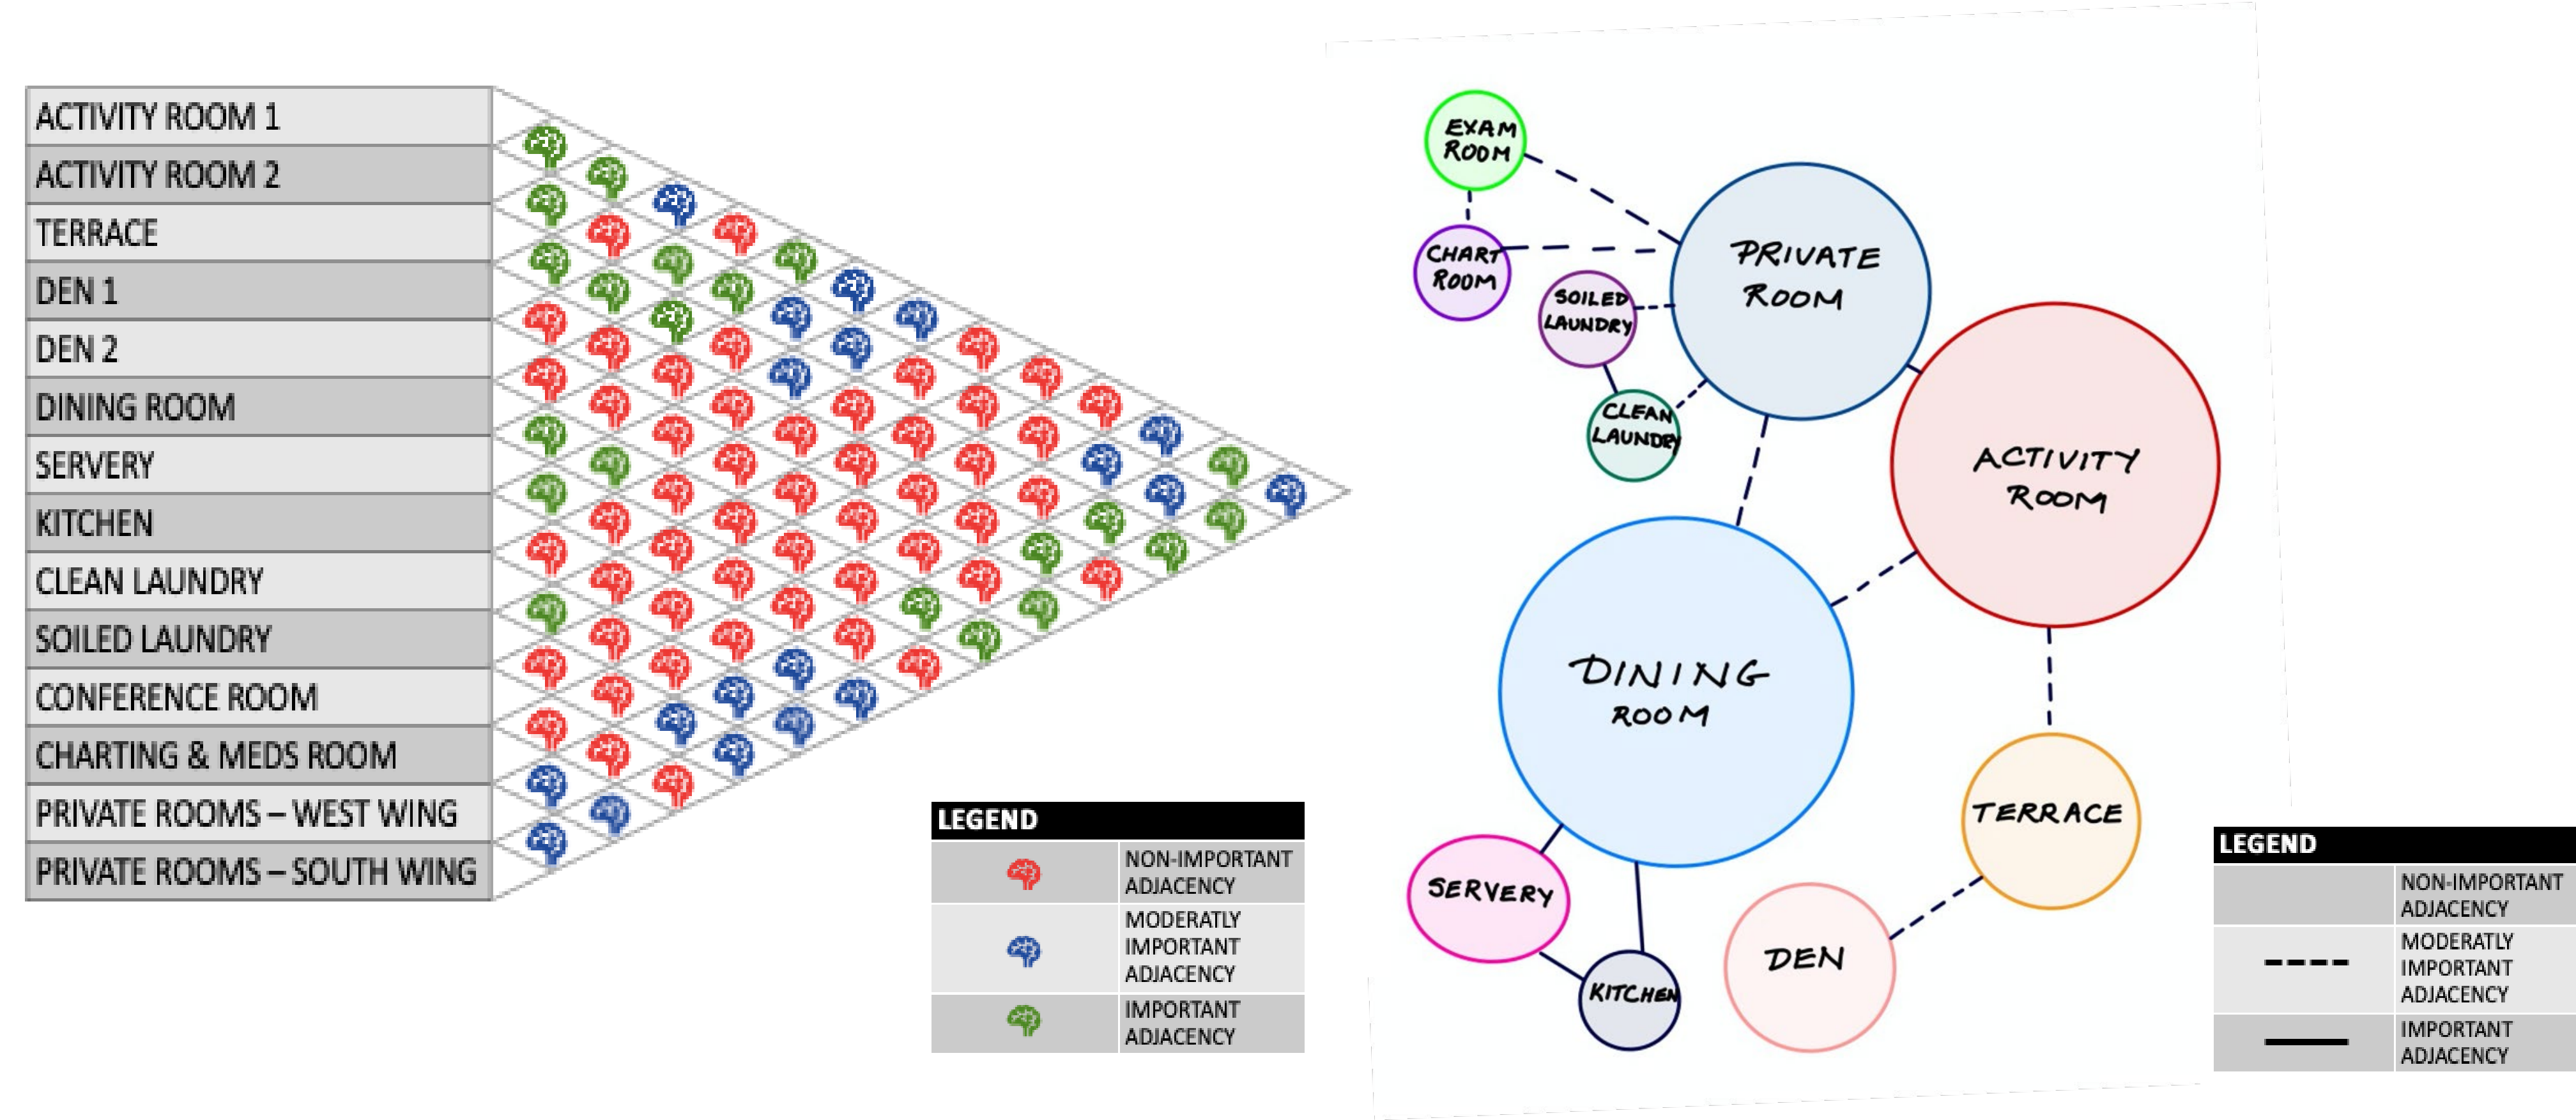 ACTIVITY ROOM 1
ACTIVITY ROOM 2
TERRACE
DEN 1
DEN 2
DINING ROOM
SERVERY
KITCHEN
CLEAN LAUNDRY
SOILED LAUNDRY
CONFERENCE ROOM
CHARTING & MEDS ROOM
PRIVATE ROOMS – WEST WING
PRIVATE ROOMS – SOUTH WING
LEGEND
NON-IMPORTANT
ADJACENCY
MODERATLY
IMPORTANT
ADJACENCY
IMPORTANT
ADJACENCY
EXAM
ROOM
CHART
ROOM
SOILED
LAUNDRY
CLEAN
LAUNDRY
PRIVATE
ROOM
ACTIVITY
ROOM
DINING
ROOM
TERRACE
SERVERY
KITCHEN
DEN
LEGEND
NON-IMPORTANT
ADJACENCY
MODERATLY
IMPORTANT
ADJACENCY
IMPORTANT
ADJACENCY